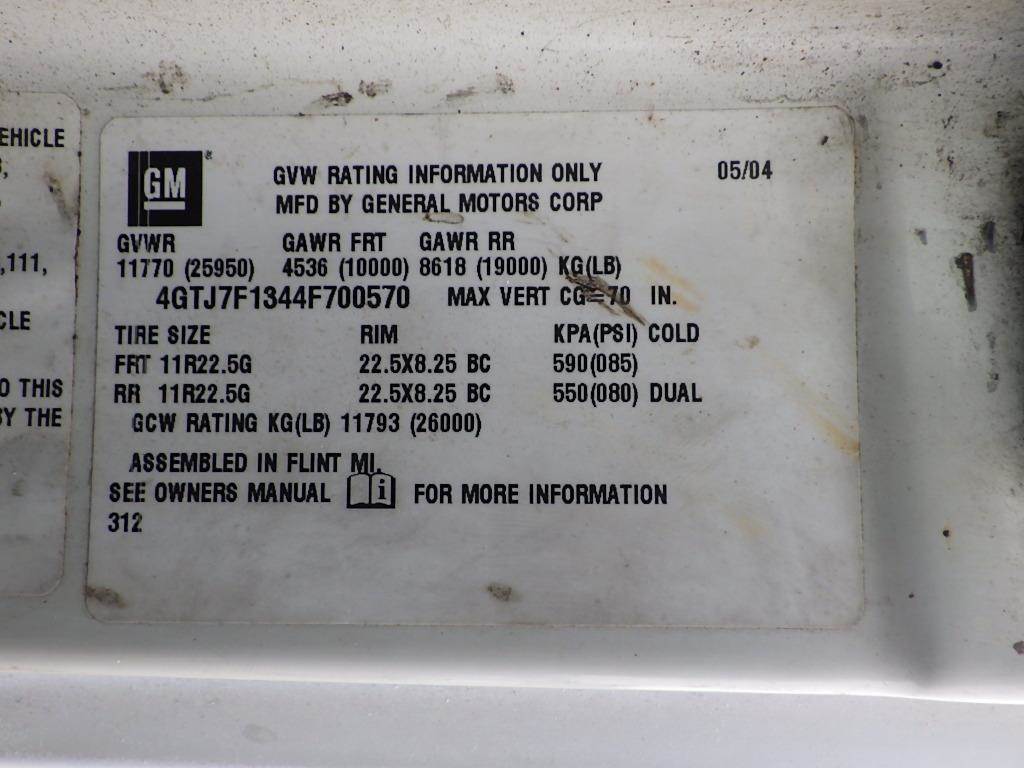 EHICLE
,111,
CLE
O THIS
BY THE
GM
GVW RATING INFORMATION ONLY 05/04
MFD BY GENERAL MOTORS CORP
GVWR GAWR FRT GAWR RR
11770 (25950) 4536 (10000) 8618 (19000) KG(LB)
4GTJ7F1344F700570 MAX VERT CG=70 IN.
TIRE SIZE RIM KPA(PSI) COLD
FRT 11R22.5G 22.5X8.25 BC 590(085)
RR 11R22.5G 22.5X8.25 BC 550(080) DUAL
GCW RATING KG(LB) 11793 (26000)
ASSEMBLED IN FLINT MI.
SEE OWNERS MANUAL i FOR MORE INFORMATION
312